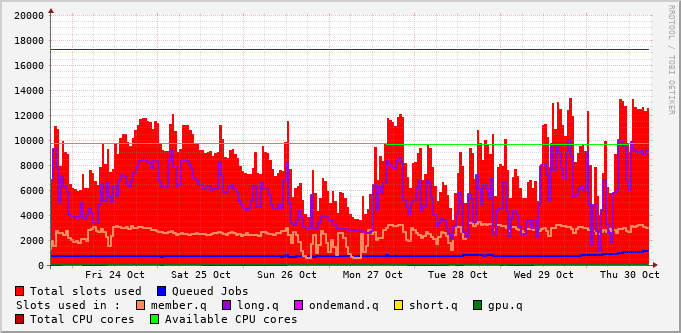 20000
18000
16000
14000
12000
10000
8000
6000
4000
2000
0
Fri 24 Oct Sat 25 Oct Sun 26 Oct Mon 27 Oct Tue 28 Oct Wed 29 Oct Thu 30 Oct
Total slots used Queued Jobs
Slots used in : member.q long.q ondemand.q short.q gpu.q
Total CPU cores Available CPU cores
RRDTOOL / TOBI OETIKER